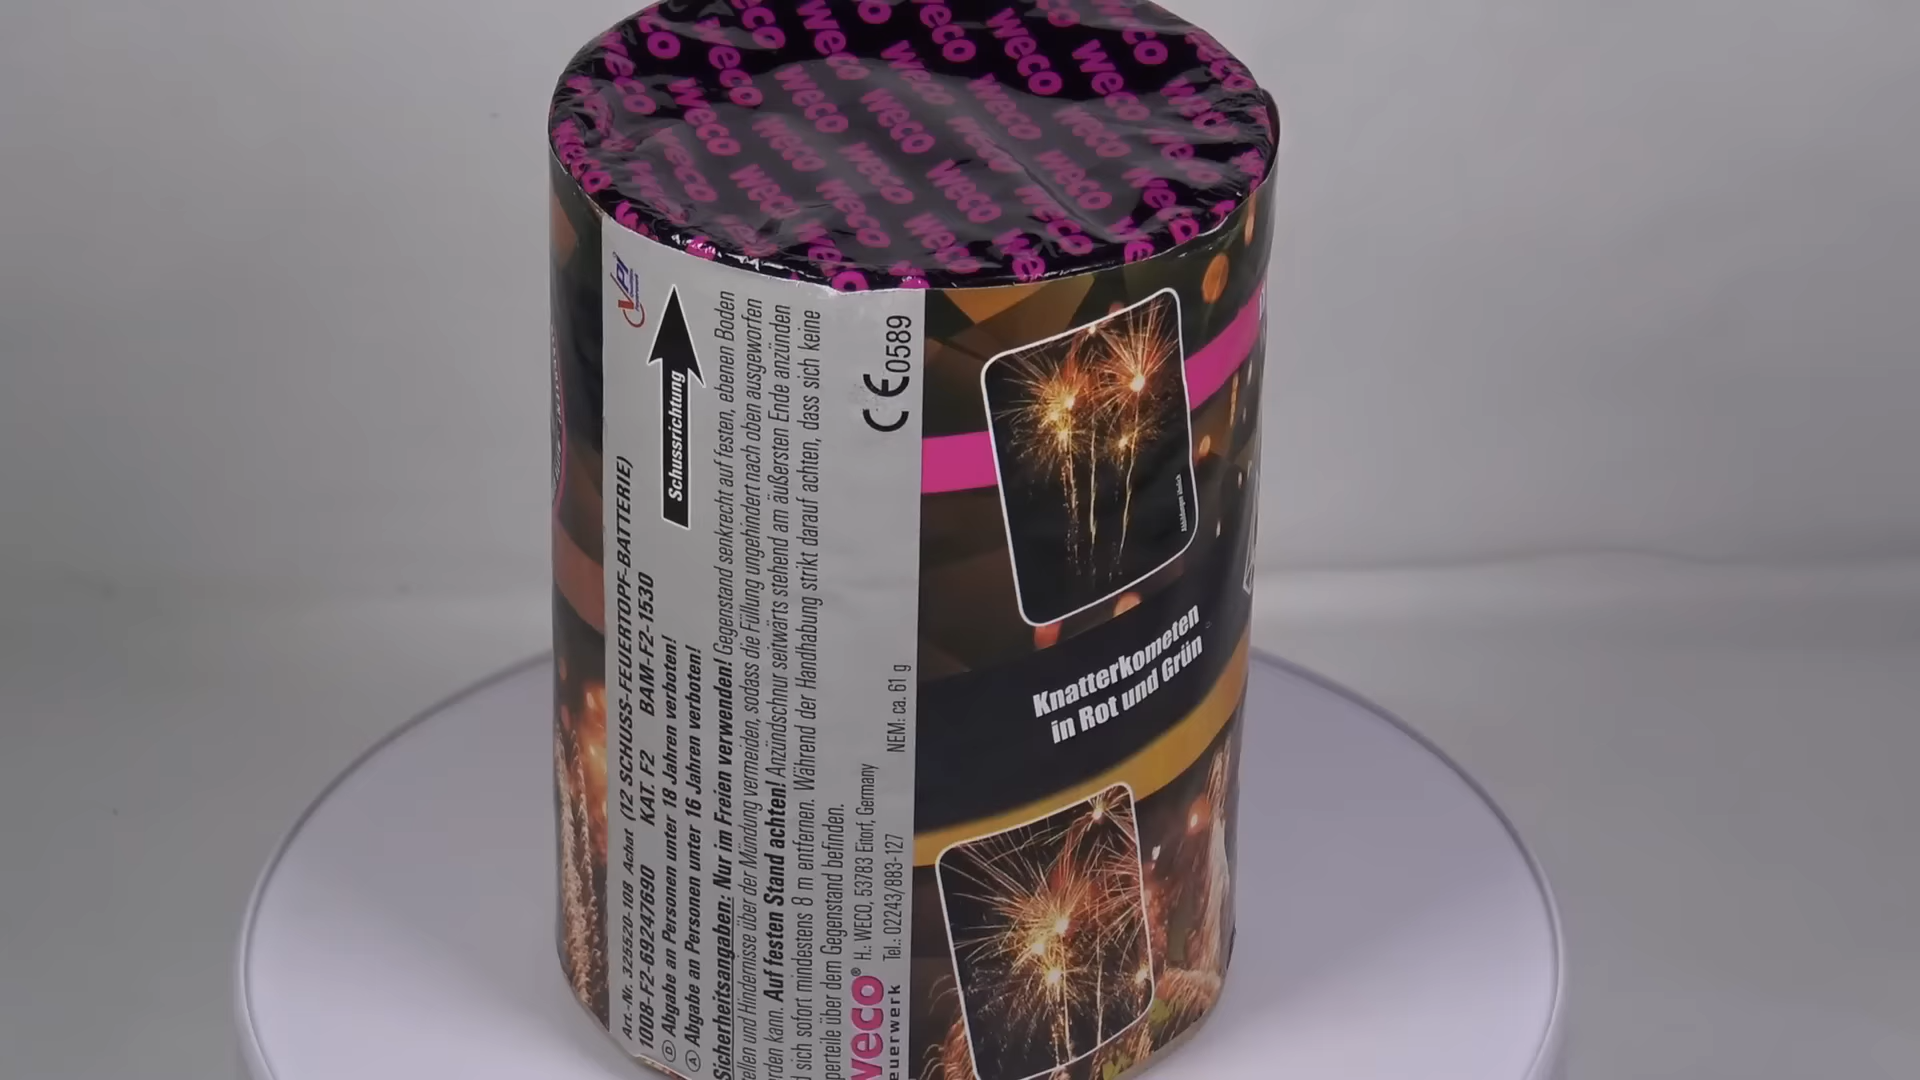 weco
VPI
Schussrichtung
Art.-Nr. 325520-108 Achat (12 SCHUSS-FEUERTOPF-BATTERIE)
1008-F2-69247690 KAT. F2 BAM-F2-1530
D Abgabe an Personen unter 18 Jahren verboten!
A Abgabe an Personen unter 16 Jahren verboten!
Sicherheitsangaben: Nur im Freien verwenden! Gegenstand senkrecht auf festen, ebenen Boden
und Hindernisse über der Mündung vermeiden, sodass die Füllung ungehindert nach oben ausgeworfen
kann. Auf festen Stand achten! Anzündschnur seitwärts stehend am äußersten Ende anzünden
sich sofort mindestens 8 m entfernen. Während der Handhabung strikt darauf achten, dass sich keine
über dem Gegenstand befinden.
weco® H.: WECO, 53783 Eitorf, Germany
Tel.: 02243/883-127 NEM: ca. 61 g
CE 0589
Abbildungen ähnlich
Knatterkometen
in Rot und Grün